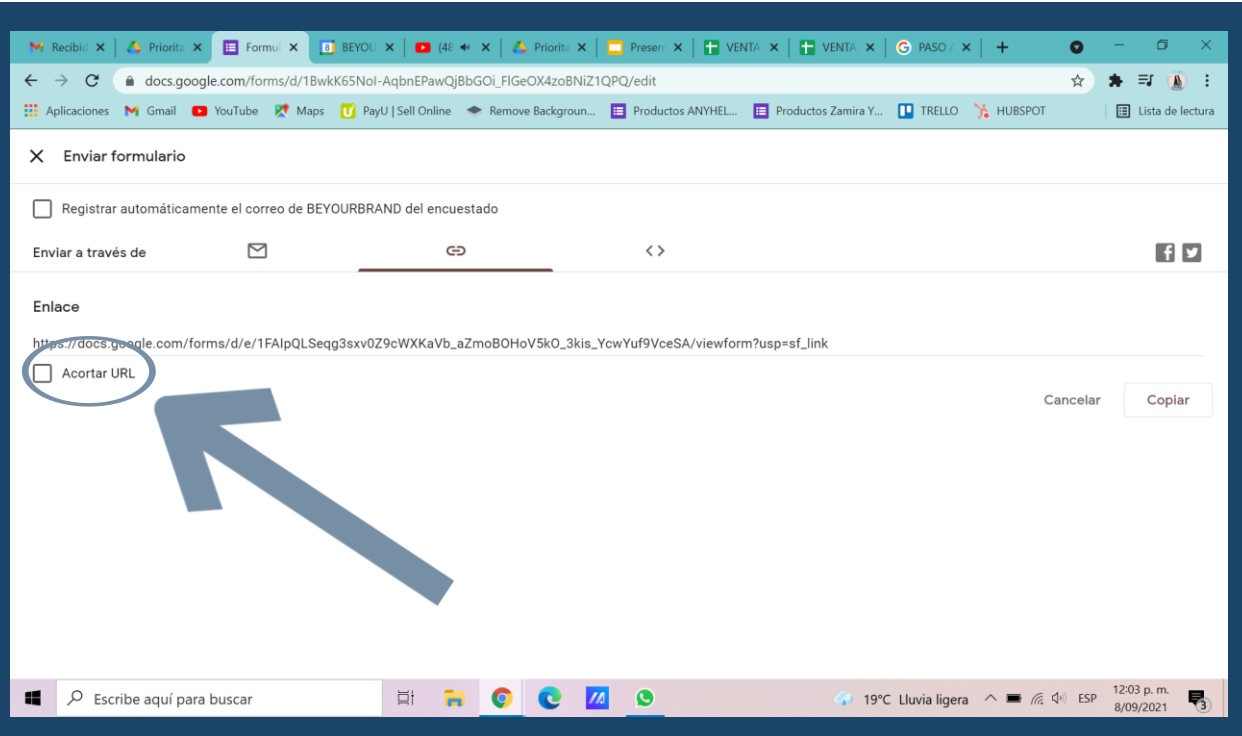 Recibid Priorita Formul BEYOU (48 Priorita Presen VENTA VENTA PASO
docs.google.com/forms/d/1BwkK65NoI-AqbnEPawQjBbGOi_FlGeOX4zoBNiZ1QPQ/edit
Aplicaciones Gmail YouTube Maps PayU | Sell Online Remove Backgroun... Productos ANYHEL... Productos Zamira Y... TRELLO HUBSPOT Lista de lectura
Enviar formulario
Registrar automáticamente el correo de BEYOURBRAND del encuestado
Enviar a través de
Enlace
https://docs.google.com/forms/d/e/1FAIpQLSeqg3sxv0Z9cWXKaVb_aZmoBOHoV5kO_3kis_YcwYuf9VceSA/viewform?usp=sf_link
Acortar URL
Cancelar Copiar
Escribe aquí para buscar 19°C Lluvia ligera ESP 12:03 p. m.
8/09/2021 3